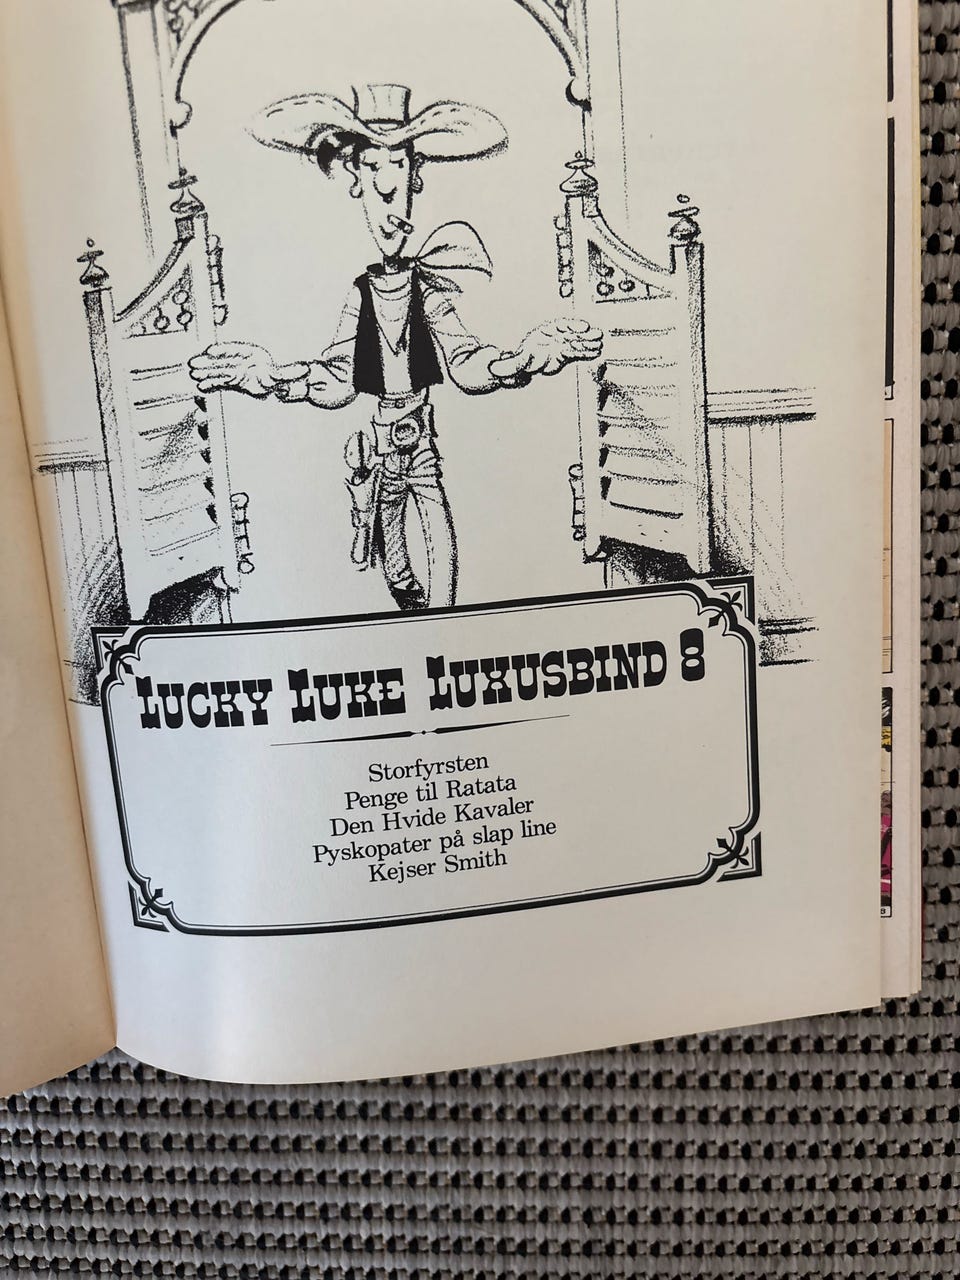 LUCKY LUKE LUXUSBIND 8
Storfyrsten
Penge til Ratata
Den Hvide Kavaler
Pyskopater på slap line
Kejser Smith